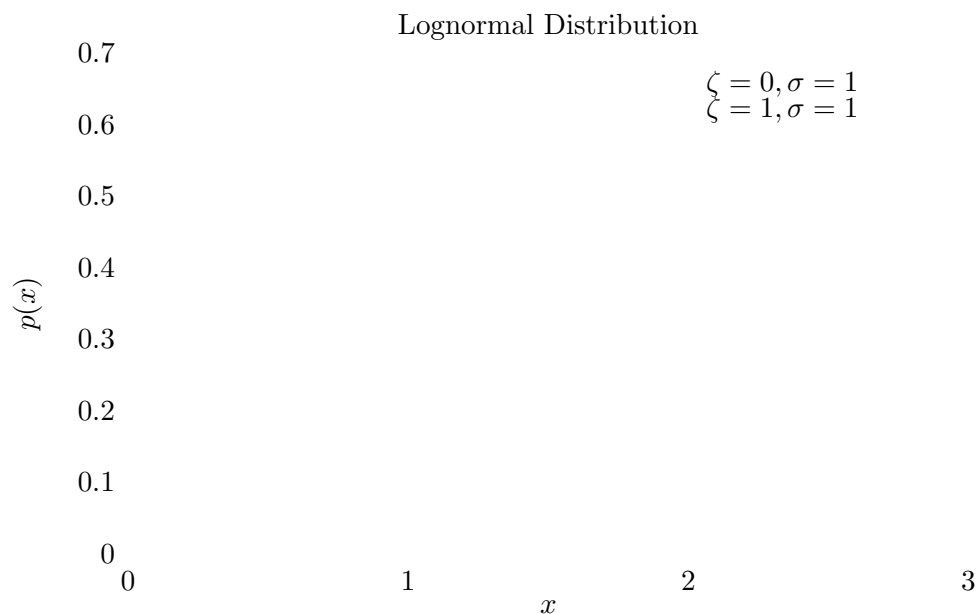 Lognormal Distribution
0.7
ζ = 0, σ = 1
ζ = 1, σ = 1
0.6
0.5
0.4
p(x)
0.3
0.2
0.1
0
0 1 2 3
x